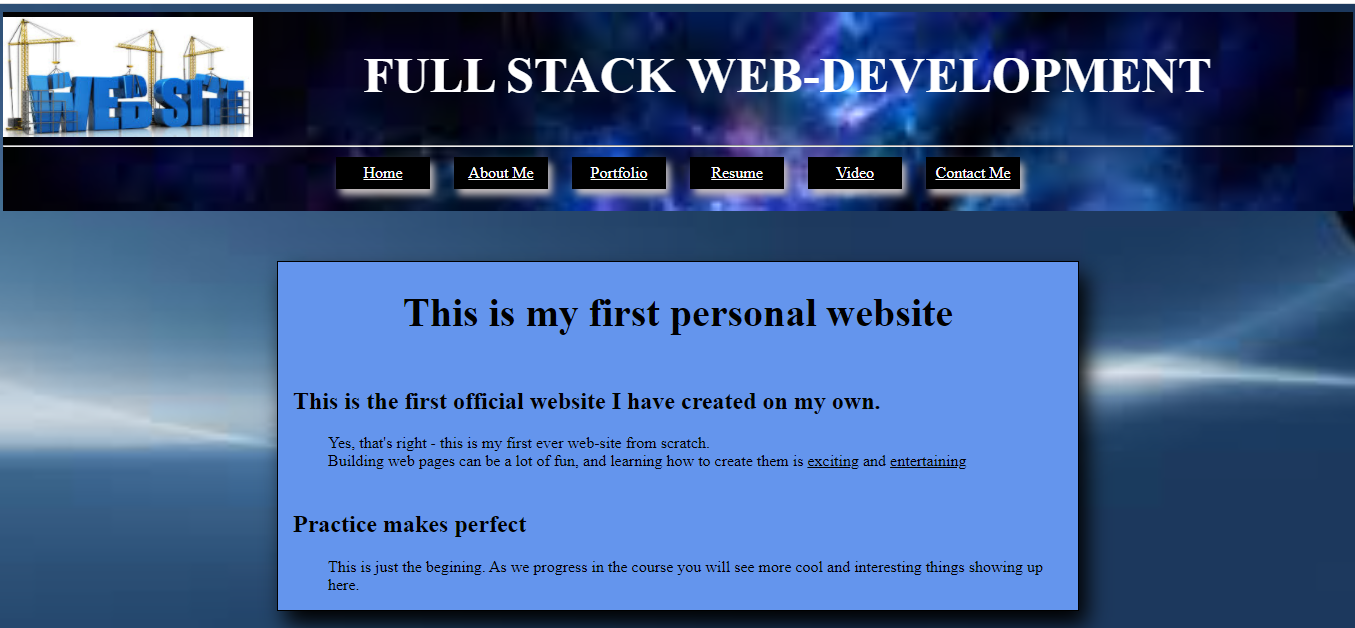 WEB SITE
FULL STACK WEB-DEVELOPMENT
Home About Me Portfolio Resume Video Contact Me
This is my first personal website
This is the first official website I have created on my own.
Yes, that's right - this is my first ever web-site from scratch.
Building web pages can be a lot of fun, and learning how to create them is exciting and entertaining
Practice makes perfect
This is just the begining. As we progress in the course you will see more cool and interesting things showing up
here.